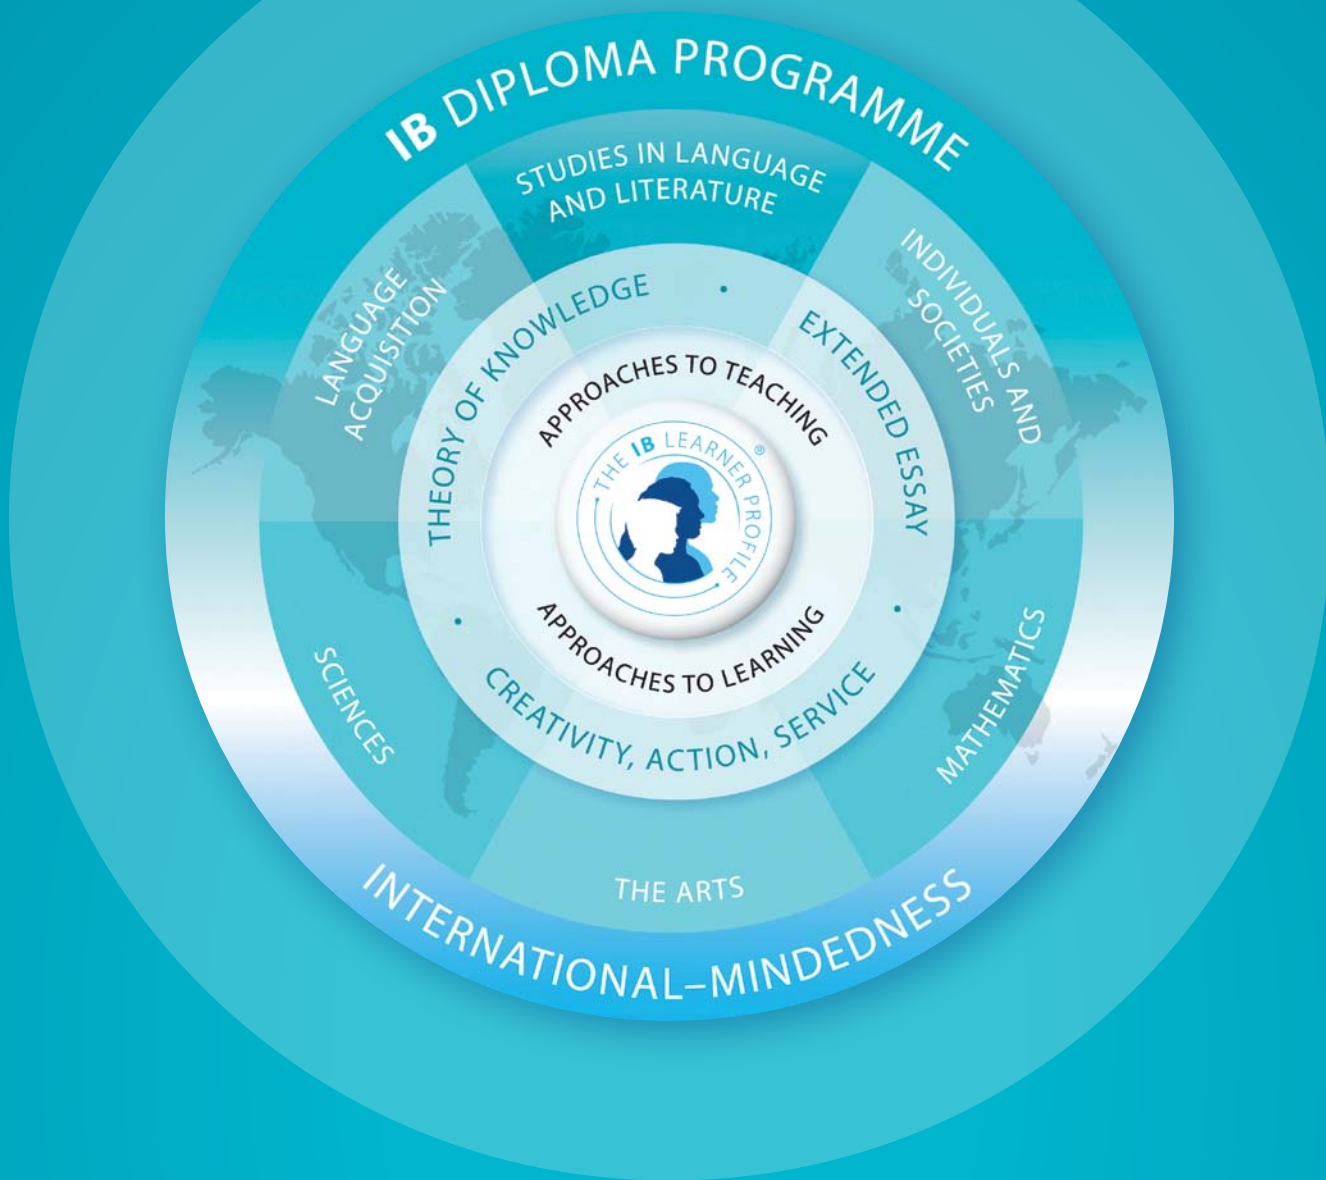 IB DIPLOMA PROGRAMME
STUDIES IN LANGUAGE
AND LITERATURE
LANGUAGE
ACQUISITION
INDIVIDUALS AND
SOCIETIES
THEORY OF KNOWLEDGE
•
EXTENDED ESSAY
APPROACHES TO TEACHING
THE IB LEARNER PROFILE
®
APPROACHES TO LEARNING
•
CREATIVITY, ACTION, SERVICE
•
SCIENCES
MATHEMATICS
THE ARTS
INTERNATIONAL–MINDEDNESS